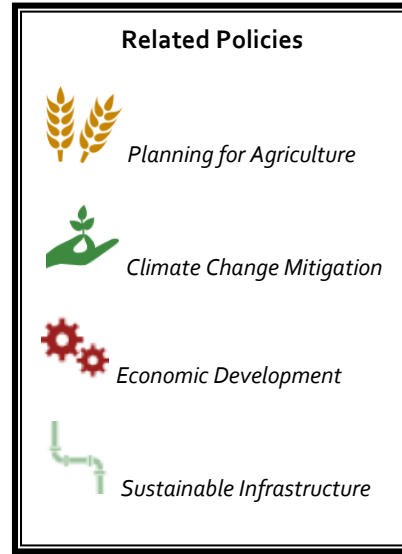 Related Policies
Planning for Agriculture
Climate Change Mitigation
Economic Development
Sustainable Infrastructure